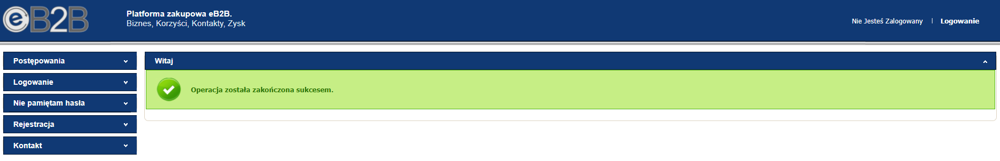 eB2B
Platforma zakupowa eB2B.
Biznes, Korzyści, Kontakty, Zysk
Nie Jesteś Zalogowany | Logowanie
Postępowania
Logowanie
Nie pamiętam hasła
Rejestracja
Kontakt
Witaj
Operacja została zakończona sukcesem.